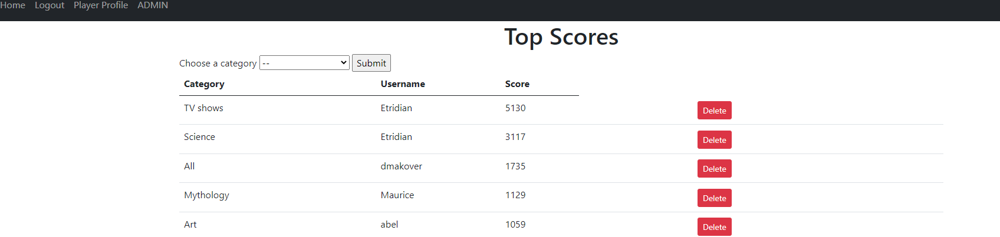 Home Logout Player Profile ADMIN
Top Scores
Choose a category -- Submit
Category Username Score
TV shows Etridian 5130 Delete
Science Etridian 3117 Delete
All dmakover 1735 Delete
Mythology Maurice 1129 Delete
Art abel 1059 Delete